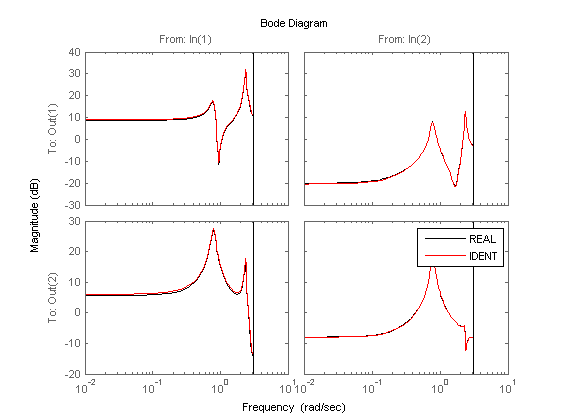 Bode Diagram
From: In(1)
From: In(2)
Magnitude (dB)
To: Out(1)
40
30
20
10
0
-10
-20
-30
To: Out(2)
30
20
10
0
-10
-20
10^-2
10^-1
10^0
10^1
10^-2
10^-1
10^0
10^1
REAL
IDENT
Frequency (rad/sec)